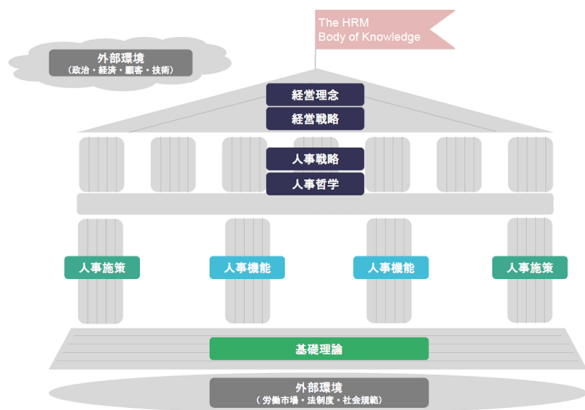 The HRM
Body of Knowledge
外部環境
（政治・経済・顧客・技術）
経営理念
経営戦略
人事戦略
人事哲学
人事施策
人事機能
人事機能
人事施策
基礎理論
外部環境
（労働市場・法制度・社会規範）